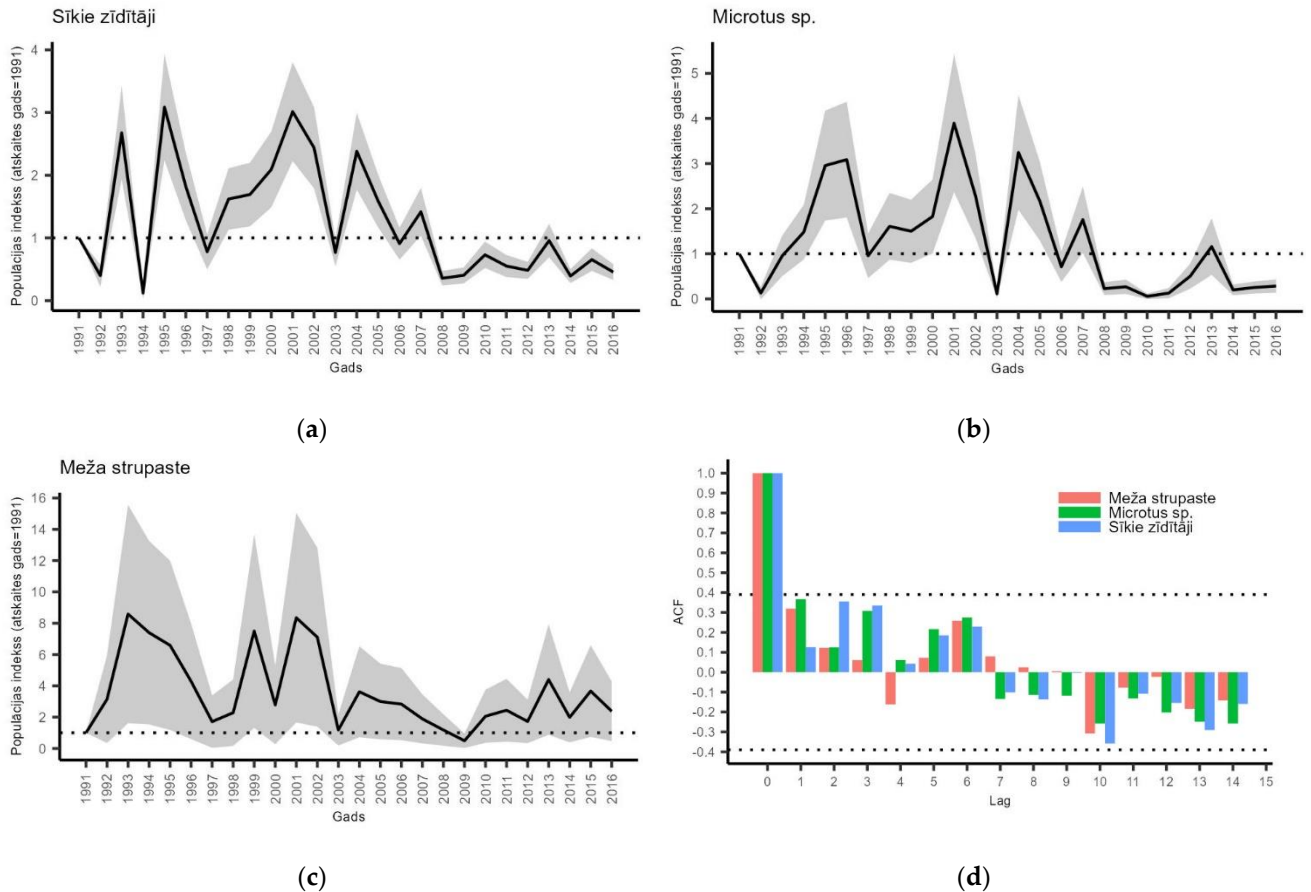 Sīkie zīdītāji
Populācijas indekss (atskaites gads=1991)
4
3
2
1
0
1991 1992 1993 1994 1995 1996 1997 1998 1999 2000 2001 2002 2003 2004 2005 2006 2007 2008 2009 2010 2011 2012 2013 2014 2015 2016
Gads
(a)
Microtus sp.
Populācijas indekss (atskaites gads=1991)
5
4
3
2
1
0
1991 1992 1993 1994 1995 1996 1997 1998 1999 2000 2001 2002 2003 2004 2005 2006 2007 2008 2009 2010 2011 2012 2013 2014 2015 2016
Gads
(b)
Meža strupaste
Populācijas indekss (atskaites gads=1991)
16
14
12
10
8
6
4
2
0
1991 1992 1993 1994 1995 1996 1997 1998 1999 2000 2001 2002 2003 2004 2005 2006 2007 2008 2009 2010 2011 2012 2013 2014 2015 2016
Gads
(c)
ACF
1.0
0.9
0.8
0.7
0.6
0.5
0.4
0.3
0.2
0.1
0.0
-0.1
-0.2
-0.3
-0.4
Meža strupaste
Microtus sp.
Sīkie zīdītāji
0 1 2 3 4 5 6 7 8 9 10 11 12 13 14 15
Lag
(d)